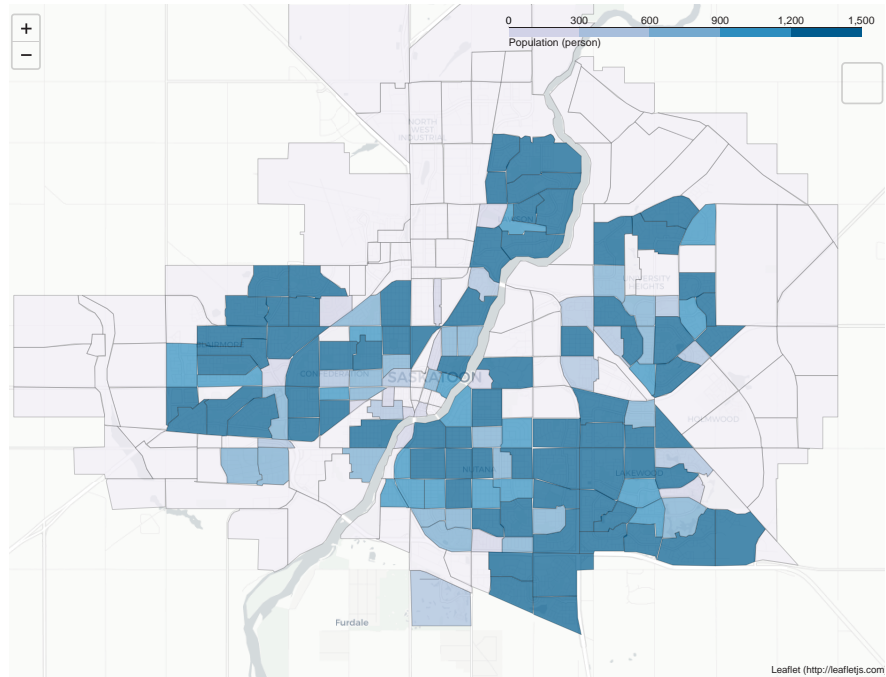 +
−
0 300 600 900 1,200 1,500
Population (person)
NORTH
WEST
INDUSTRIAL
UNIVERSITY
HEIGHTS
CONFEDERATION
SASKATOON
HOLMWOOD
NUTANA
LAKEWOOD
Furdale
Leaflet (http://leafletjs.com